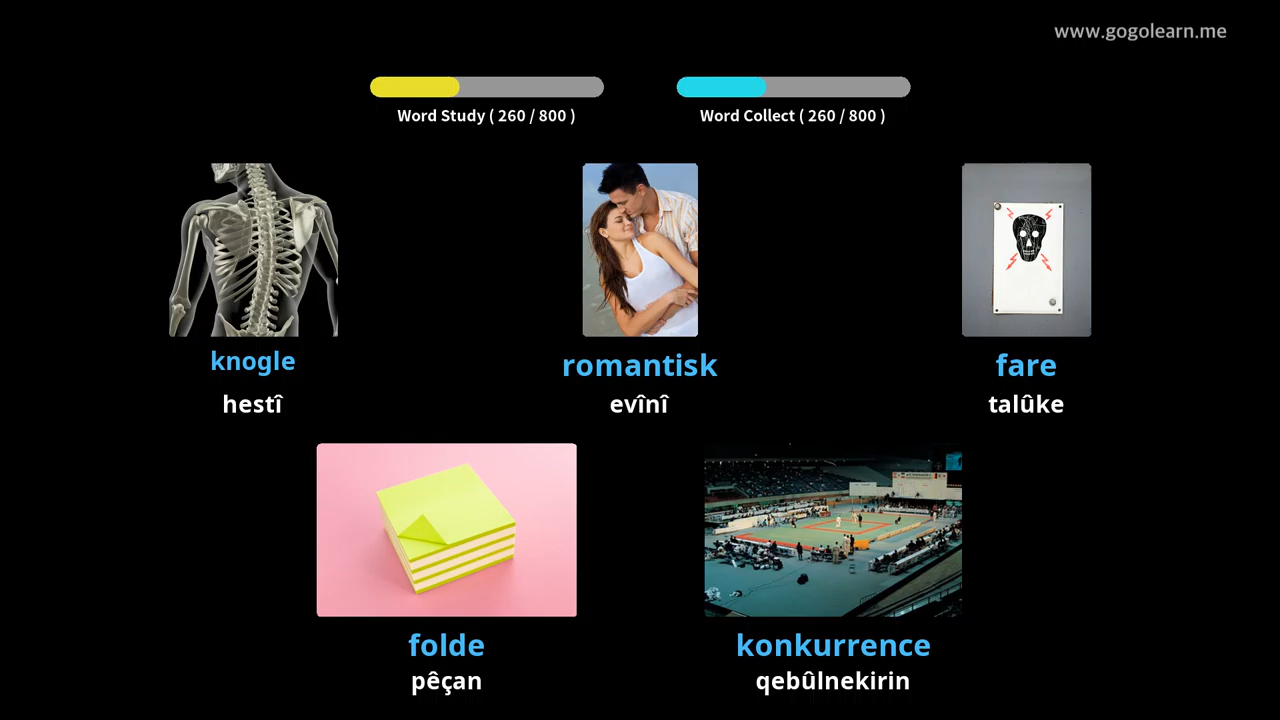 www.gogolearn.me
Word Study ( 260 / 800 )
Word Collect ( 260 / 800 )
knogle
romantisk
fare
hestî
evînî
talûke
folde
konkurrence
pêçan
qebûlnekirin